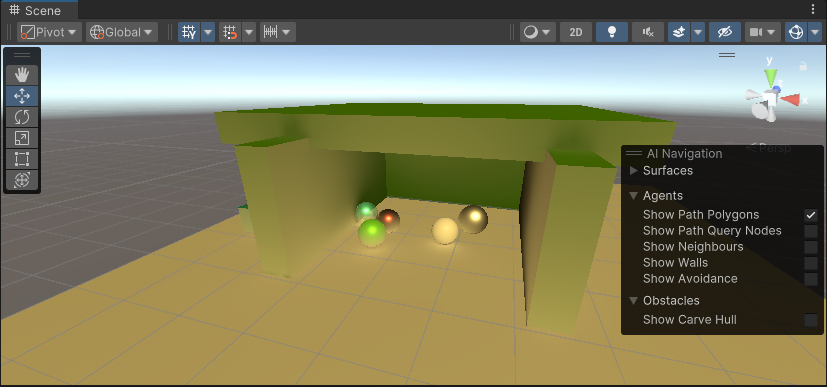 Scene
Pivot
Global
2D
y
x
Persp
AI Navigation
Surfaces
Agents
Show Path Polygons
Show Path Query Nodes
Show Neighbours
Show Walls
Show Avoidance
Obstacles
Show Carve Hull